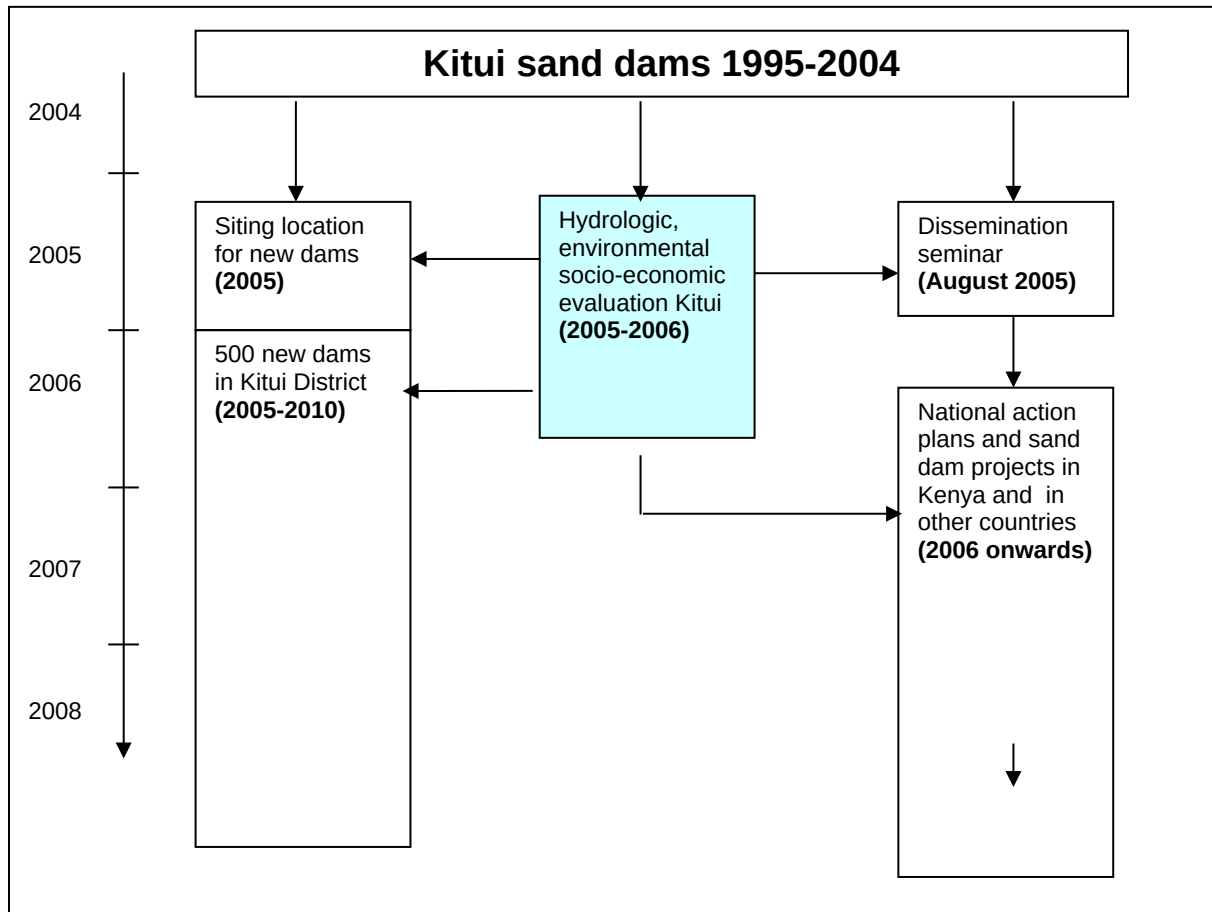 Kitui sand dams 1995-2004
2004
2005
2006
2007
2008
Siting location
for new dams
(2005)
500 new dams
in Kitui District
(2005-2010)
Hydrologic,
environmental
socio-economic
evaluation Kitui
(2005-2006)
Dissemination
seminar
(August 2005)
National action
plans and sand
dam projects in
Kenya and in
other countries
(2006 onwards)